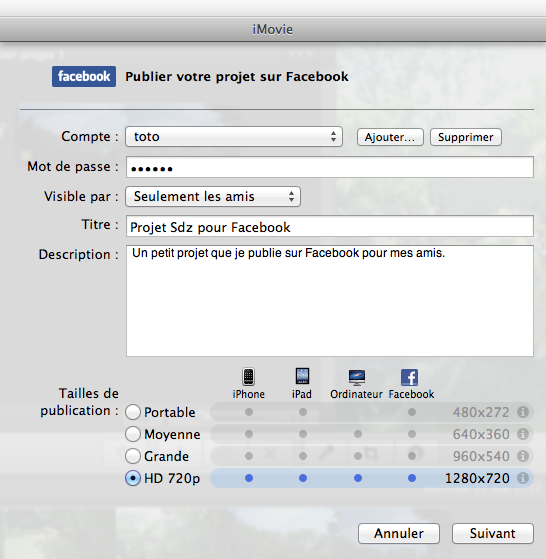 iMovie
facebook Publier votre projet sur Facebook
Compte : toto Ajouter... Supprimer
Mot de passe : ••••••
Visible par : Seulement les amis
Titre : Projet Sdz pour Facebook
Description : Un petit projet que je publie sur Facebook pour mes amis.
iPhone iPad Ordinateur Facebook
Tailles de
publication : Portable 480x272
Moyenne 640x360
Grande 960x540
HD 720p 1280x720
Annuler Suivant